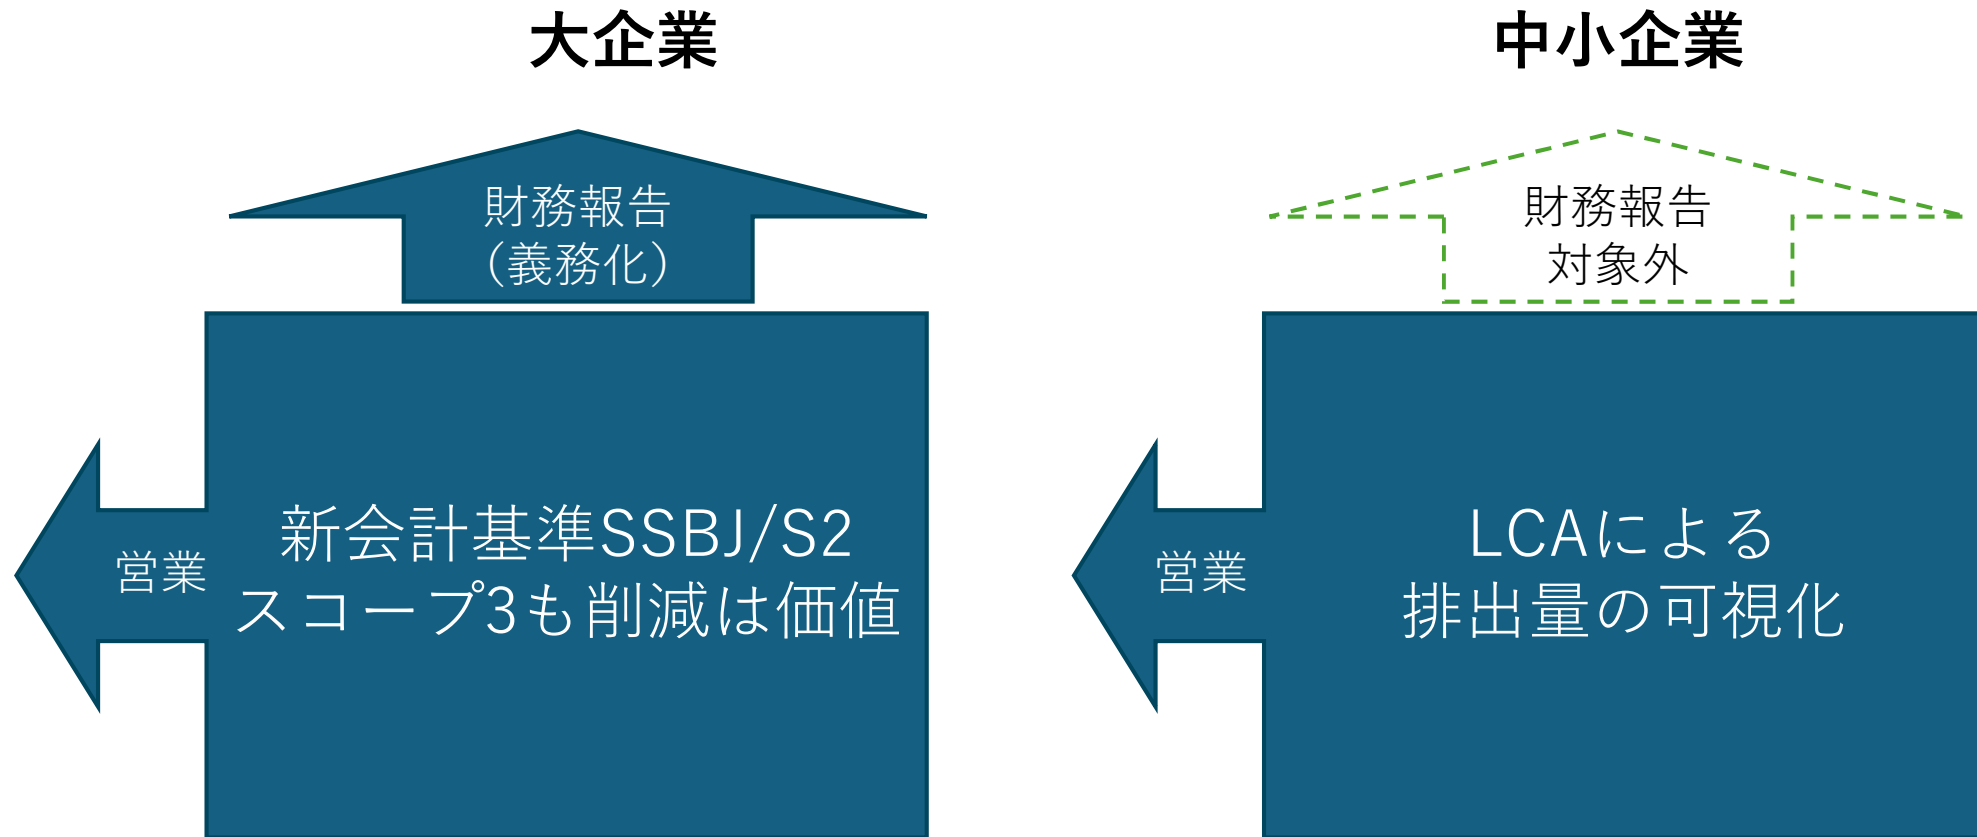 大企業
財務報告
(義務化)
営業
新会計基準SSBJ/S2
スコープ3も削減は価値
中小企業
財務報告
対象外
営業
LCAによる
排出量の可視化